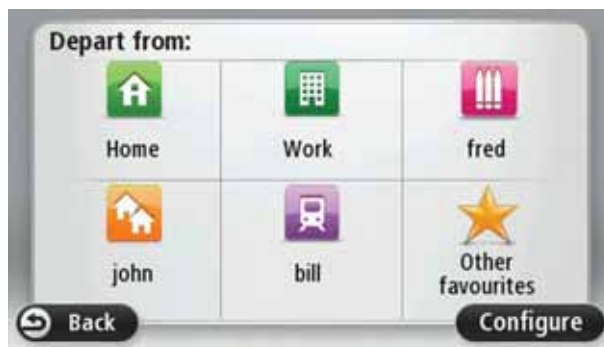 Depart from:
Home
Work
fred
john
bill
Other
favourites
Back
Configure